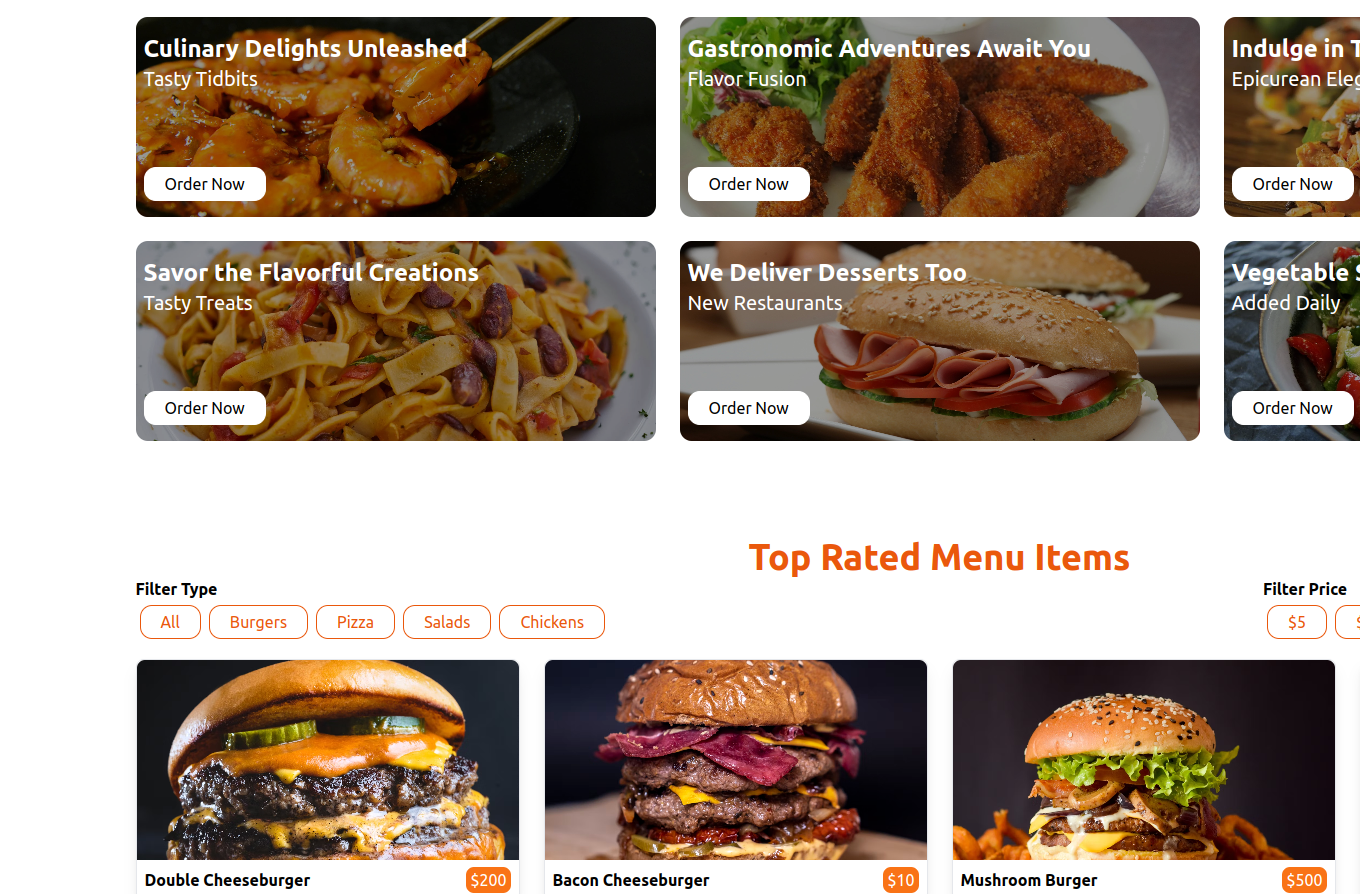 Culinary Delights Unleashed
Tasty Tidbits
Order Now
Gastronomic Adventures Await You
Flavor Fusion
Order Now
Indulge in
Epicurean
Order Now
Savor the Flavorful Creations
Tasty Treats
Order Now
We Deliver Desserts Too
New Restaurants
Order Now
Vegetable
Added Daily
Order Now
Top Rated Menu Items
Filter Type
All Burgers Pizza Salads Chickens
Filter Price
$5
Double Cheeseburger $200
Bacon Cheeseburger $10
Mushroom Burger $500